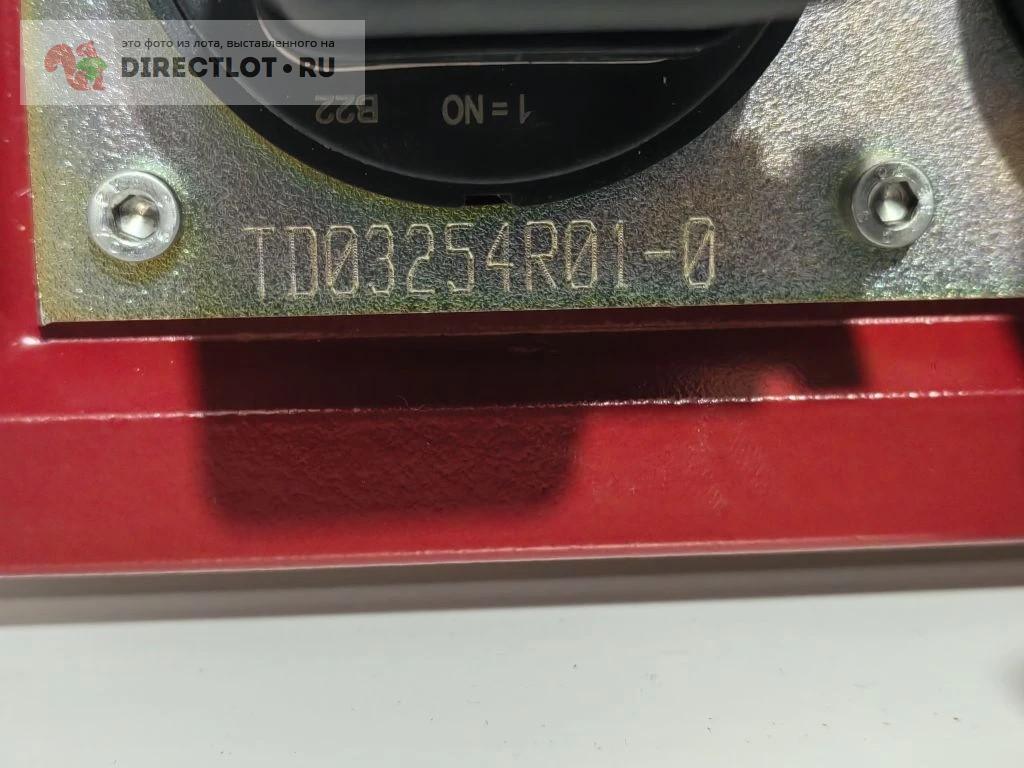 это фото из лота, выставленного на
DIRECTLOT.RU
1=NO B22
TD03254R01-0